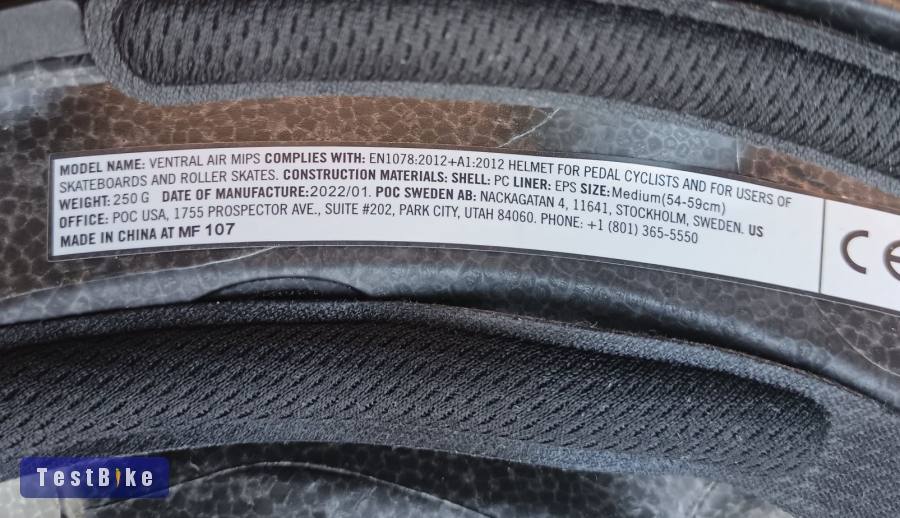 MODEL NAME: VENTRAL AIR MIPS COMPLIES WITH: EN1078:2012+A1:2012 HELMET FOR PEDAL CYCLISTS AND FOR USERS OF
SKATEBOARDS AND ROLLER SKATES. CONSTRUCTION MATERIALS: SHELL: PC LINER: EPS SIZE:Medium(54-59cm)
WEIGHT: 250 G DATE OF MANUFACTURE:2022/01. POC SWEDEN AB: NACKAGATAN 4, 11641, STOCKHOLM, SWEDEN. US
OFFICE: POC USA, 1755 PROSPECTOR AVE., SUITE #202, PARK CITY, UTAH 84060. PHONE: +1 (801) 365-5550
MADE IN CHINA AT MF 107
CE
TestBike